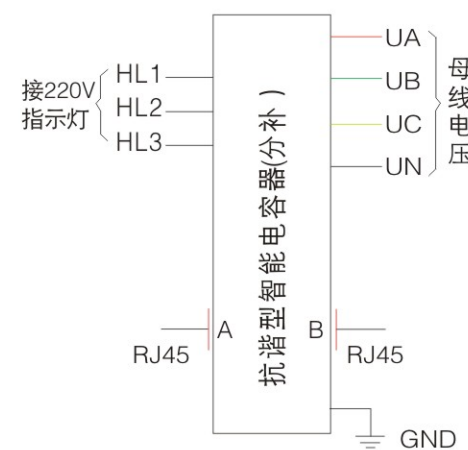 接220V
指示灯
HL1
HL2
HL3
抗谐型智能电容器(分补 )
UA
UB
UC
UN
母
线
电
压
A
B
RJ45
RJ45
GND